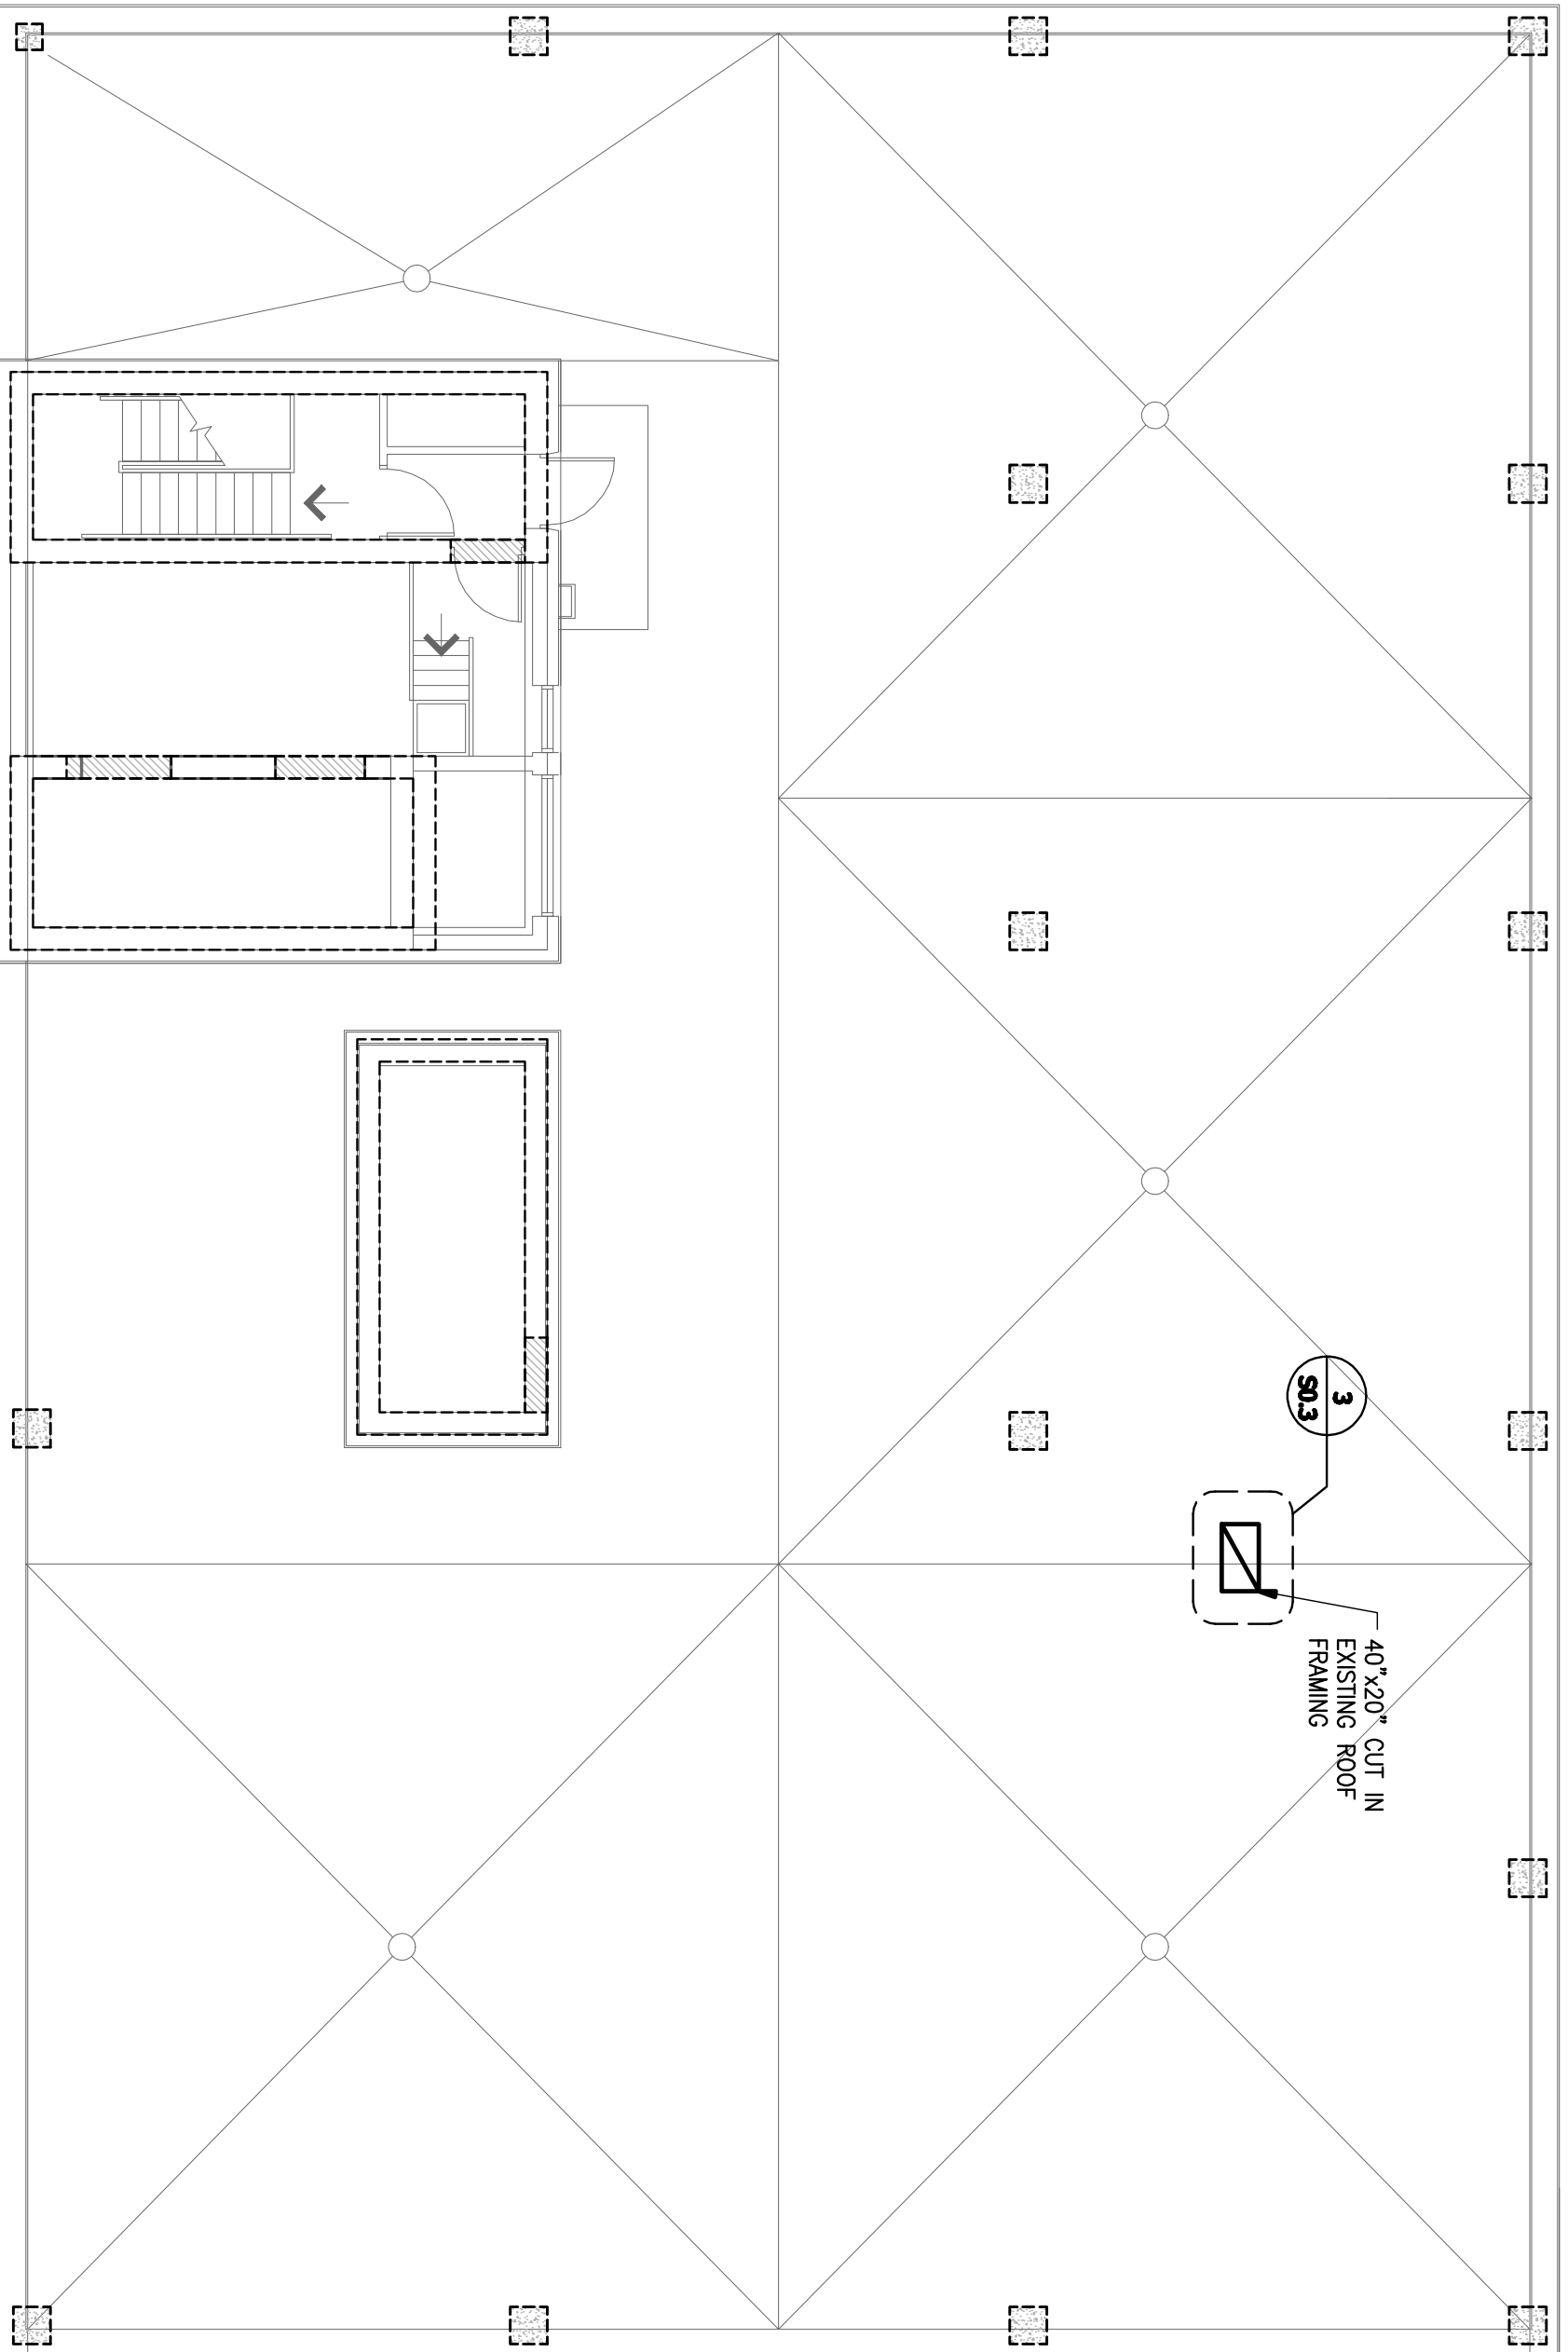 3
S0.3
40"x20" CUT IN
EXISTING ROOF
FRAMING